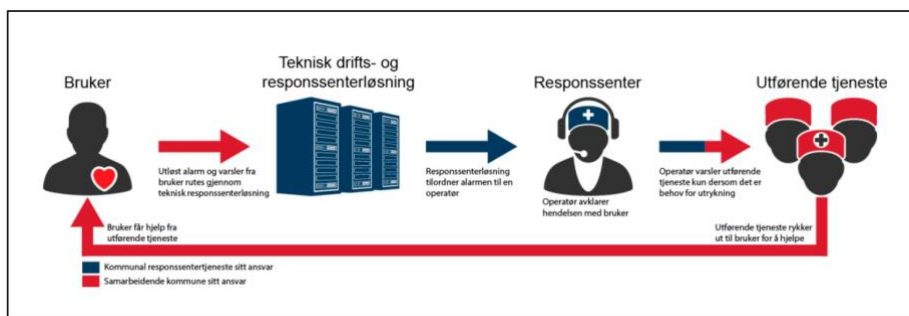 Bruker
Teknisk drifts- og
responssenterløsning
Responssenter
Utførende tjeneste
Utløst alarm og varsler fra
bruker rutes gjennom
teknisk responssenterløsning
Responssenterløsning
tilordner alarmen til en
operatør
Operatør avklarer
hendelsen med bruker
Operatør varsler utførende
tjeneste kun dersom det er
behov for utrykning
Bruker får hjelp fra
utførende tjeneste
Utførende tjeneste rykker
ut til bruker for å hjelpe
Kommunal responssentertjeneste sitt ansvar
Samarbeidende kommune sitt ansvar